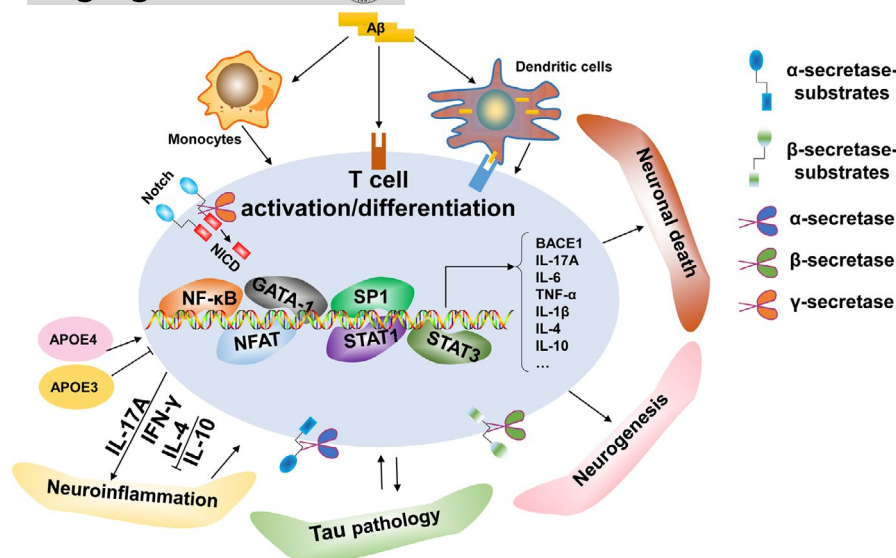 Aβ
Dendritic cells
Monocytes
T cell
activation/differentiation
Notch
NICD
NF-κB
GATA-1
SP1
NFAT
STAT1
STAT3
BACE1
IL-17A
IL-6
TNF-α
IL-1β
IL-4
IL-10
...
APOE4
APOE3
IL-17A
IFN-γ
IL-4
IL-10
Neuroinflammation
Tau pathology
Neurogenesis
Neuronal death
α-secretase-
substrates
β-secretase-
substrates
α-secretase
β-secretase
γ-secretase